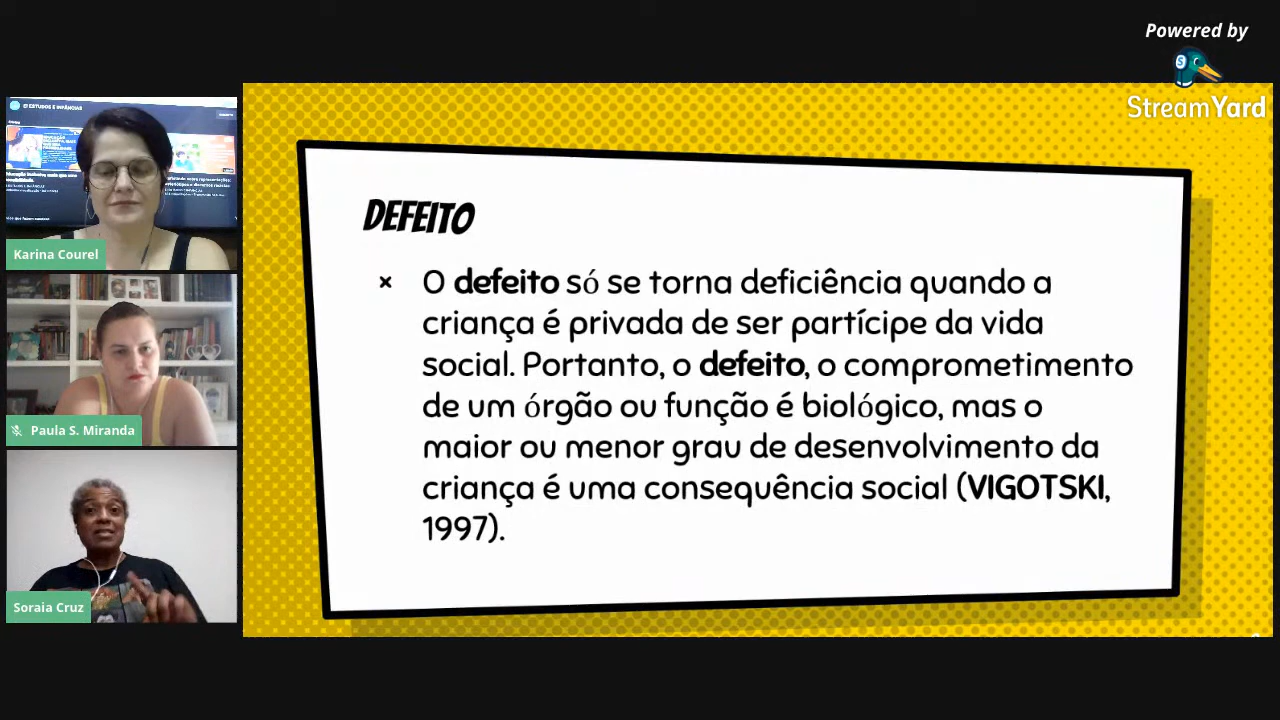 Powered by
StreamYard
ESTUDOS E INFÂNCIAS
Karina Courel
Paula S. Miranda
Soraia Cruz
DEFEITO
× O defeito só se torna deficiência quando a
criança é privada de ser partícipe da vida
social. Portanto, o defeito, o comprometimento
de um órgão ou função é biológico, mas o
maior ou menor grau de desenvolvimento da
criança é uma consequência social (VIGOTSKI,
1997).